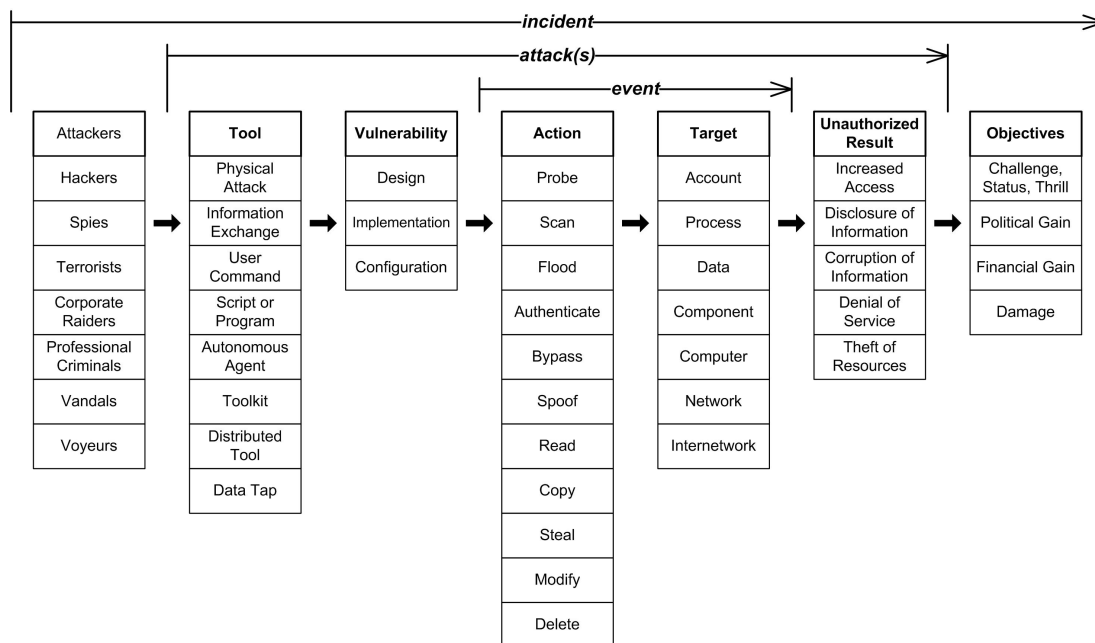 incident
attack(s)
event
Attackers
Hackers
Spies
Terrorists
Corporate
Raiders
Professional
Criminals
Vandals
Voyeurs
Tool
Physical
Attack
Information
Exchange
User
Command
Script or
Program
Autonomous
Agent
Toolkit
Distributed
Tool
Data Tap
Vulnerability
Design
Implementation
Configuration
Action
Probe
Scan
Flood
Authenticate
Bypass
Spoof
Read
Copy
Steal
Modify
Delete
Target
Account
Process
Data
Component
Computer
Network
Internetwork
Unauthorized
Result
Increased
Access
Disclosure of
Information
Corruption of
Information
Denial of
Service
Theft of
Resources
Objectives
Challenge,
Status, Thrill
Political Gain
Financial Gain
Damage